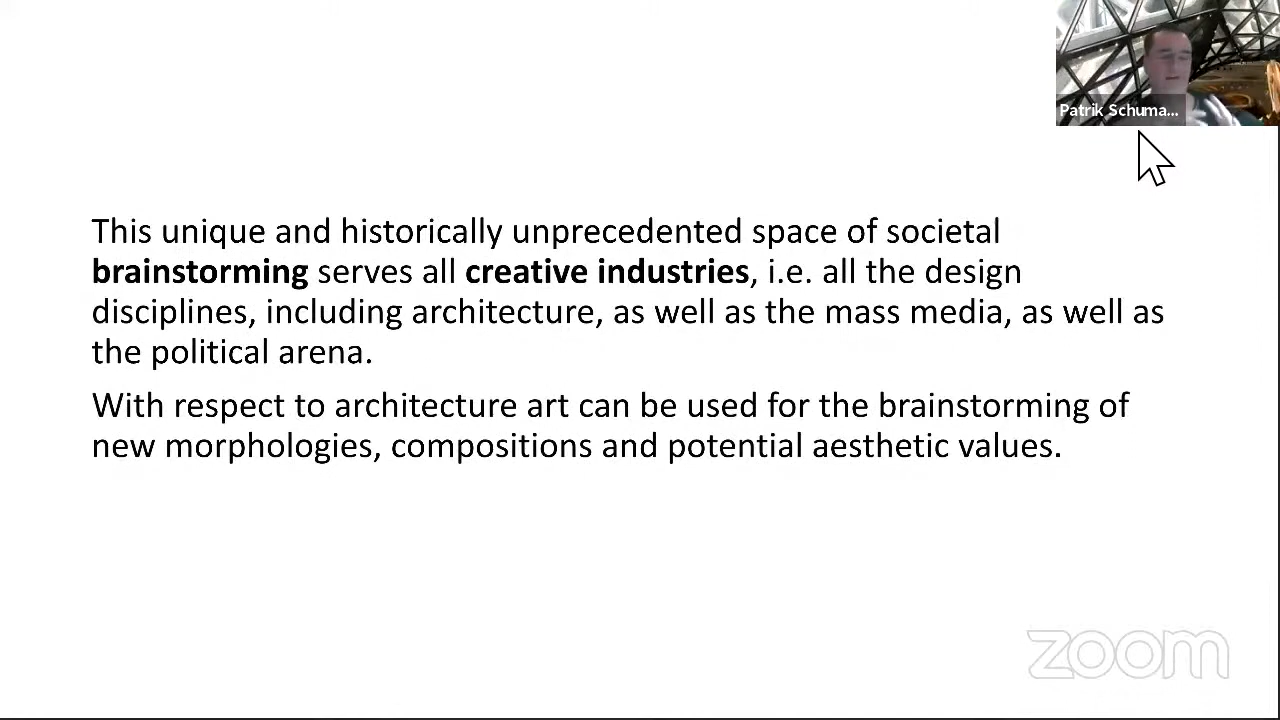 Patrik Schuma...
This unique and historically unprecedented space of societal
brainstorming serves all creative industries, i.e. all the design
disciplines, including architecture, as well as the mass media, as well as
the political arena.
With respect to architecture art can be used for the brainstorming of
new morphologies, compositions and potential aesthetic values.
zoom